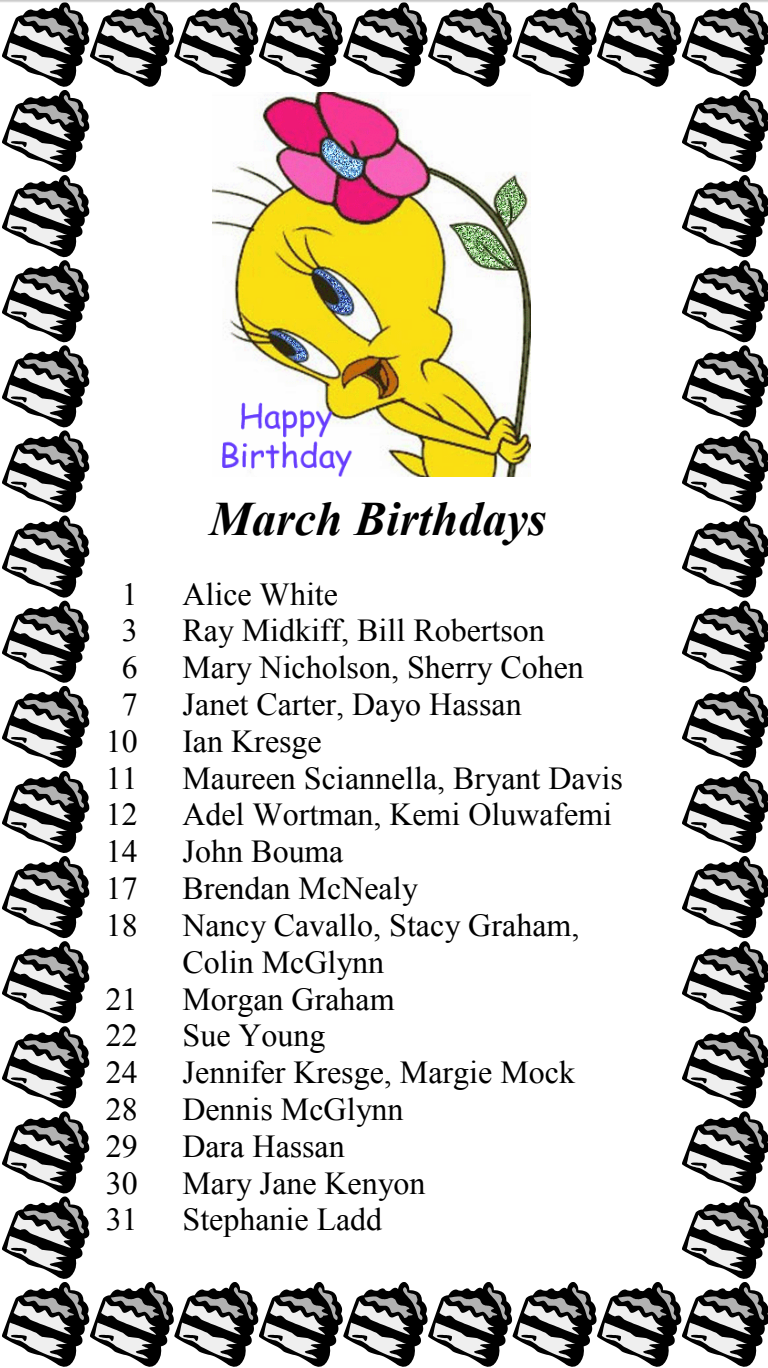 Happy
Birthday
March Birthdays
1 Alice White
3 Ray Midkiff, Bill Robertson
6 Mary Nicholson, Sherry Cohen
7 Janet Carter, Dayo Hassan
10 Ian Kresge
11 Maureen Sciannella, Bryant Davis
12 Adel Wortman, Kemi Oluwafemi
14 John Bouma
17 Brendan McNealy
18 Nancy Cavallo, Stacy Graham,
Colin McGlynn
21 Morgan Graham
22 Sue Young
24 Jennifer Kresge, Margie Mock
28 Dennis McGlynn
29 Dara Hassan
30 Mary Jane Kenyon
31 Stephanie Ladd